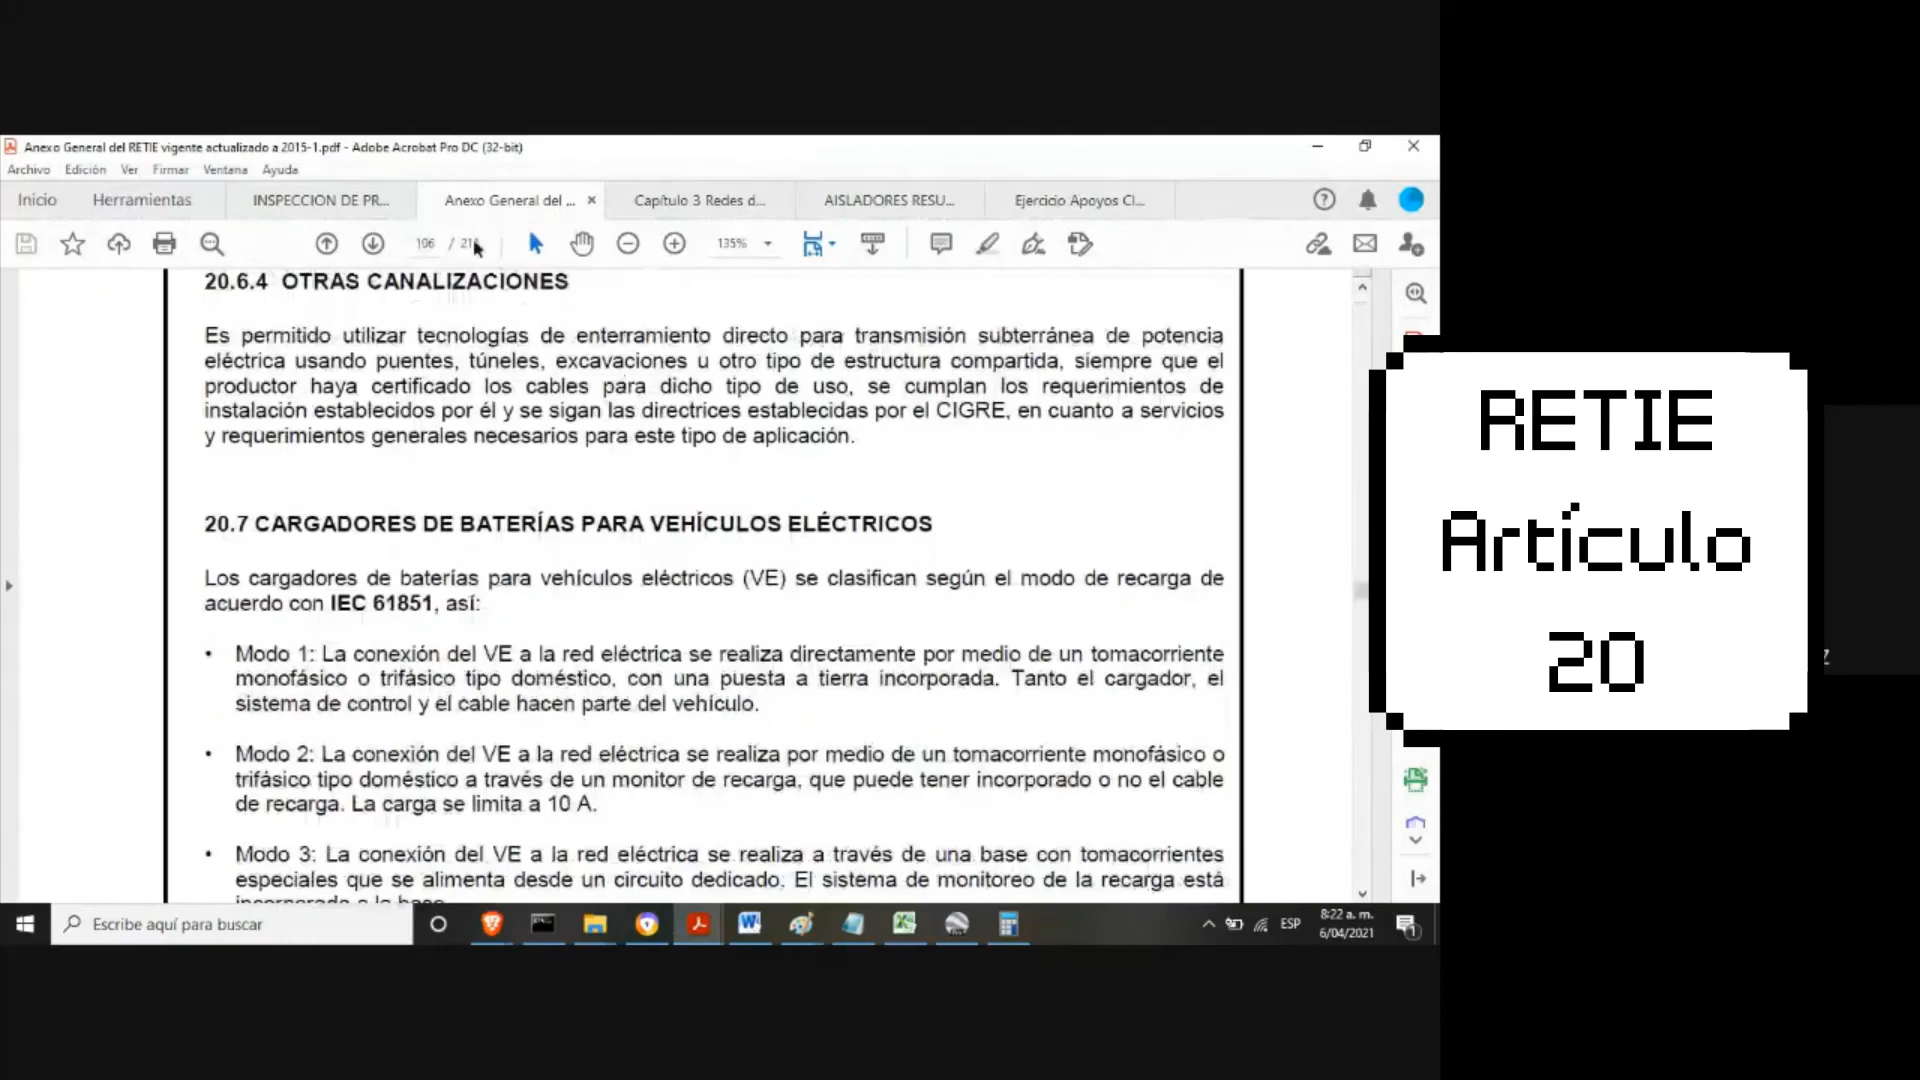 Anexo General del RETIE vigente actualizado a 2015-1.pdf - Adobe Acrobat Pro DC (32-bit)
Archivo Edición Ver Firmar Ventana Ayuda
Inicio Herramientas INSPECCION DE PR... Anexo General del ... Capítulo 3 Redes d... AISLADORES RESU... Ejercicio Apoyos Cl...
106 / 135%
20.6.4 OTRAS CANALIZACIONES
Es permitido utilizar tecnologías de enterramiento directo para transmisión subterránea de potencia
eléctrica usando puentes, túneles, excavaciones u otro tipo de estructura compartida, siempre que el
productor haya certificado los cables para dicho tipo de uso, se cumplan los requerimientos de
instalación establecidos por él y se sigan las directrices establecidas por el CIGRE, en cuanto a servicios
y requerimientos generales necesarios para este tipo de aplicación.
20.7 CARGADORES DE BATERÍAS PARA VEHÍCULOS ELÉCTRICOS
Los cargadores de baterías para vehículos eléctricos (VE) se clasifican según el modo de recarga de
acuerdo con IEC 61851, así:
• Modo 1: La conexión del VE a la red eléctrica se realiza directamente por medio de un tomacorriente
monofásico o trifásico tipo doméstico, con una puesta a tierra incorporada. Tanto el cargador, el
sistema de control y el cable hacen parte del vehículo.
• Modo 2: La conexión del VE a la red eléctrica se realiza por medio de un tomacorriente monofásico o
trifásico tipo doméstico a través de un monitor de recarga, que puede tener incorporado o no el cable
de recarga. La carga se limita a 10 A.
• Modo 3: La conexión del VE a la red eléctrica se realiza a través de una base con tomacorrientes
especiales que se alimenta desde un circuito dedicado. El sistema de monitoreo de la recarga está
Escribe aquí para buscar
ESP
8:22 a. m.
6/04/2021
1
RETIE
Artículo
20